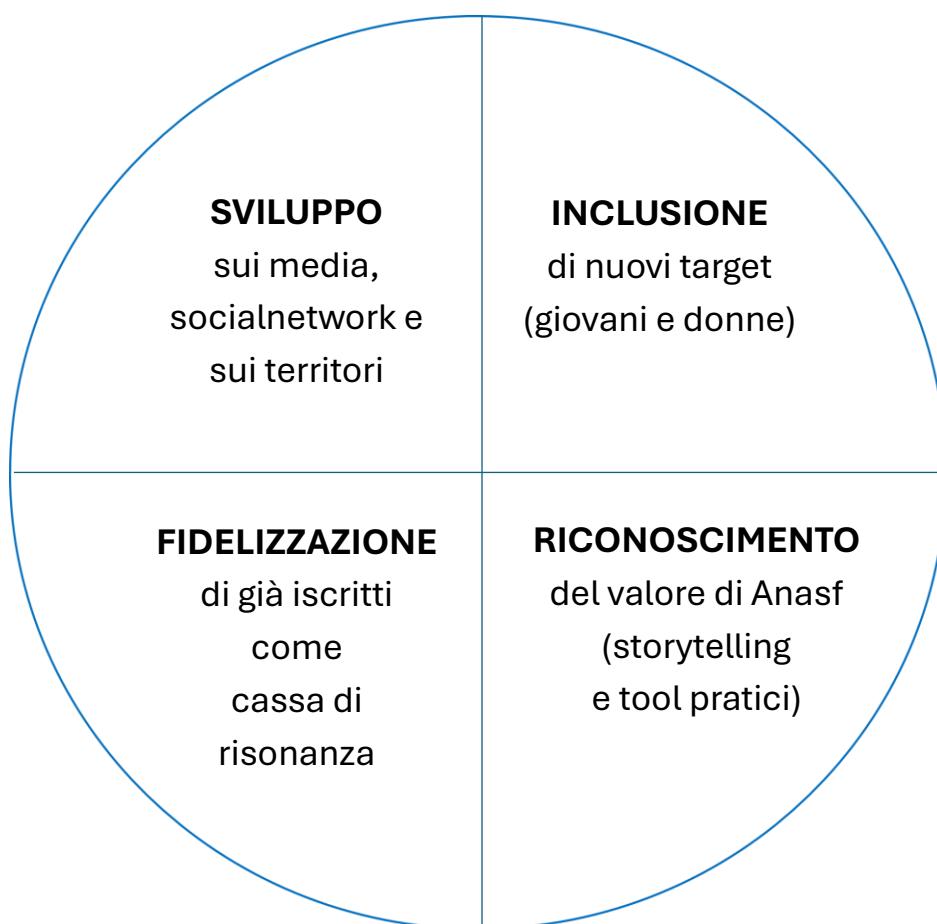 SVILUPPO
sui media,
socialnetwork e
sui territori
INCLUSIONE
di nuovi target
(giovani e donne)
FIDELIZZAZIONE
di già iscritti
come
cassa di
risonanza
RICONOSCIMENTO
del valore di Anasf
(storytelling
e tool pratici)